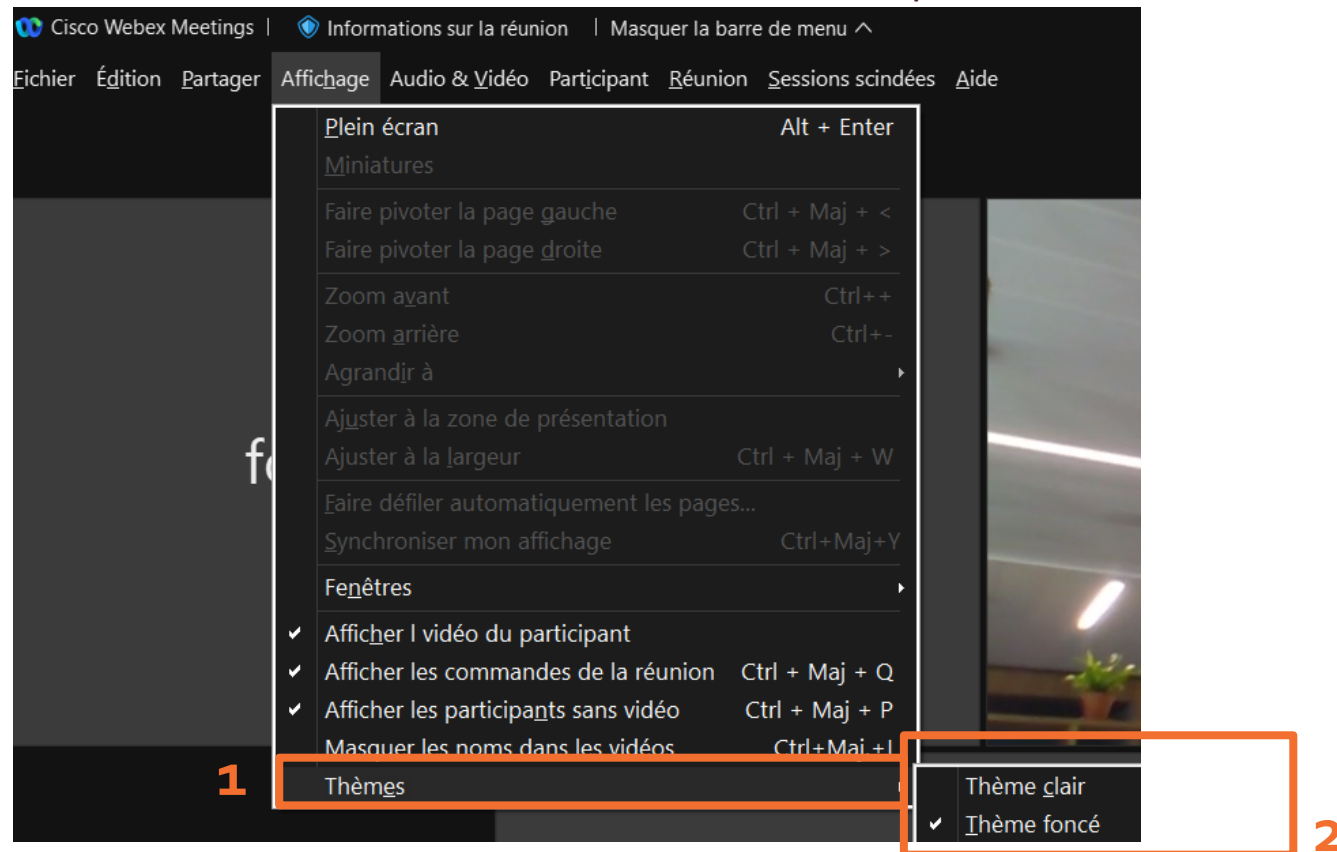 Cisco Webex Meetings | Informations sur la réunion | Masquer la barre de menu
Fichier Édition Partager Affichage Audio & Vidéo Participant Réunion Sessions scindées Aide
Plein écran Alt + Enter
Miniatures
Faire pivoter la page gauche Ctrl + Maj + <
Faire pivoter la page droite Ctrl + Maj + >
Zoom avant Ctrl++
Zoom arrière Ctrl+-
Agrandir à
Ajuster à la zone de présentation
Ajuster à la largeur Ctrl + Maj + W
Faire défiler automatiquement les pages...
Synchroniser mon affichage Ctrl+Maj+Y
Fenêtres
Afficher l vidéo du participant
Afficher les commandes de la réunion Ctrl + Maj + Q
Afficher les participants sans vidéo Ctrl + Maj + P
Masquer les noms dans les vidéos Ctrl+Maj
1 Thèmes
Thème clair
Thème foncé
2